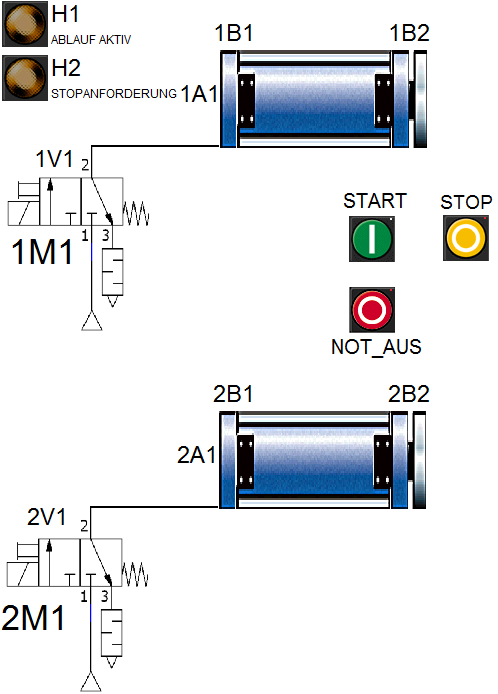 H1
ABLAUF AKTIV
H2
STOPANFORDERUNG
1B1
1B2
1A1
1V1
2
1M1
1
3
START
STOP
NOT_AUS
2B1
2B2
2A1
2V1
2
2M1
1
3